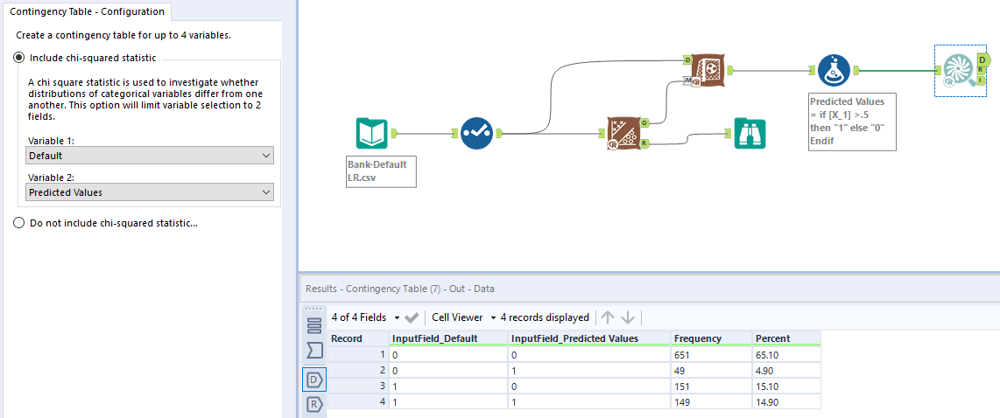 Contingency Table - Configuration
Create a contingency table for up to 4 variables.
Include chi-squared statistic
A chi square statistic is used to investigate whether
distributions of categorical variables differ from one
another. This option will limit variable selection to 2
fields.
Variable 1:
Default
Variable 2:
Predicted Values
Do not include chi-squared statistic...
Bank-Default
LR.csv
D
M
R
O
R
R
Predicted Values
= if [X_1] >.5
then "1" else "0"
Endif
D
R
I
R
Results - Contingency Table (7) - Out - Data
4 of 4 Fields Cell Viewer 4 records displayed
Record InputField_Default InputField_Predicted Values Frequency Percent
1 0 0 651 65.10
2 0 1 49 4.90
3 1 0 151 15.10
4 1 1 149 14.90
D
R